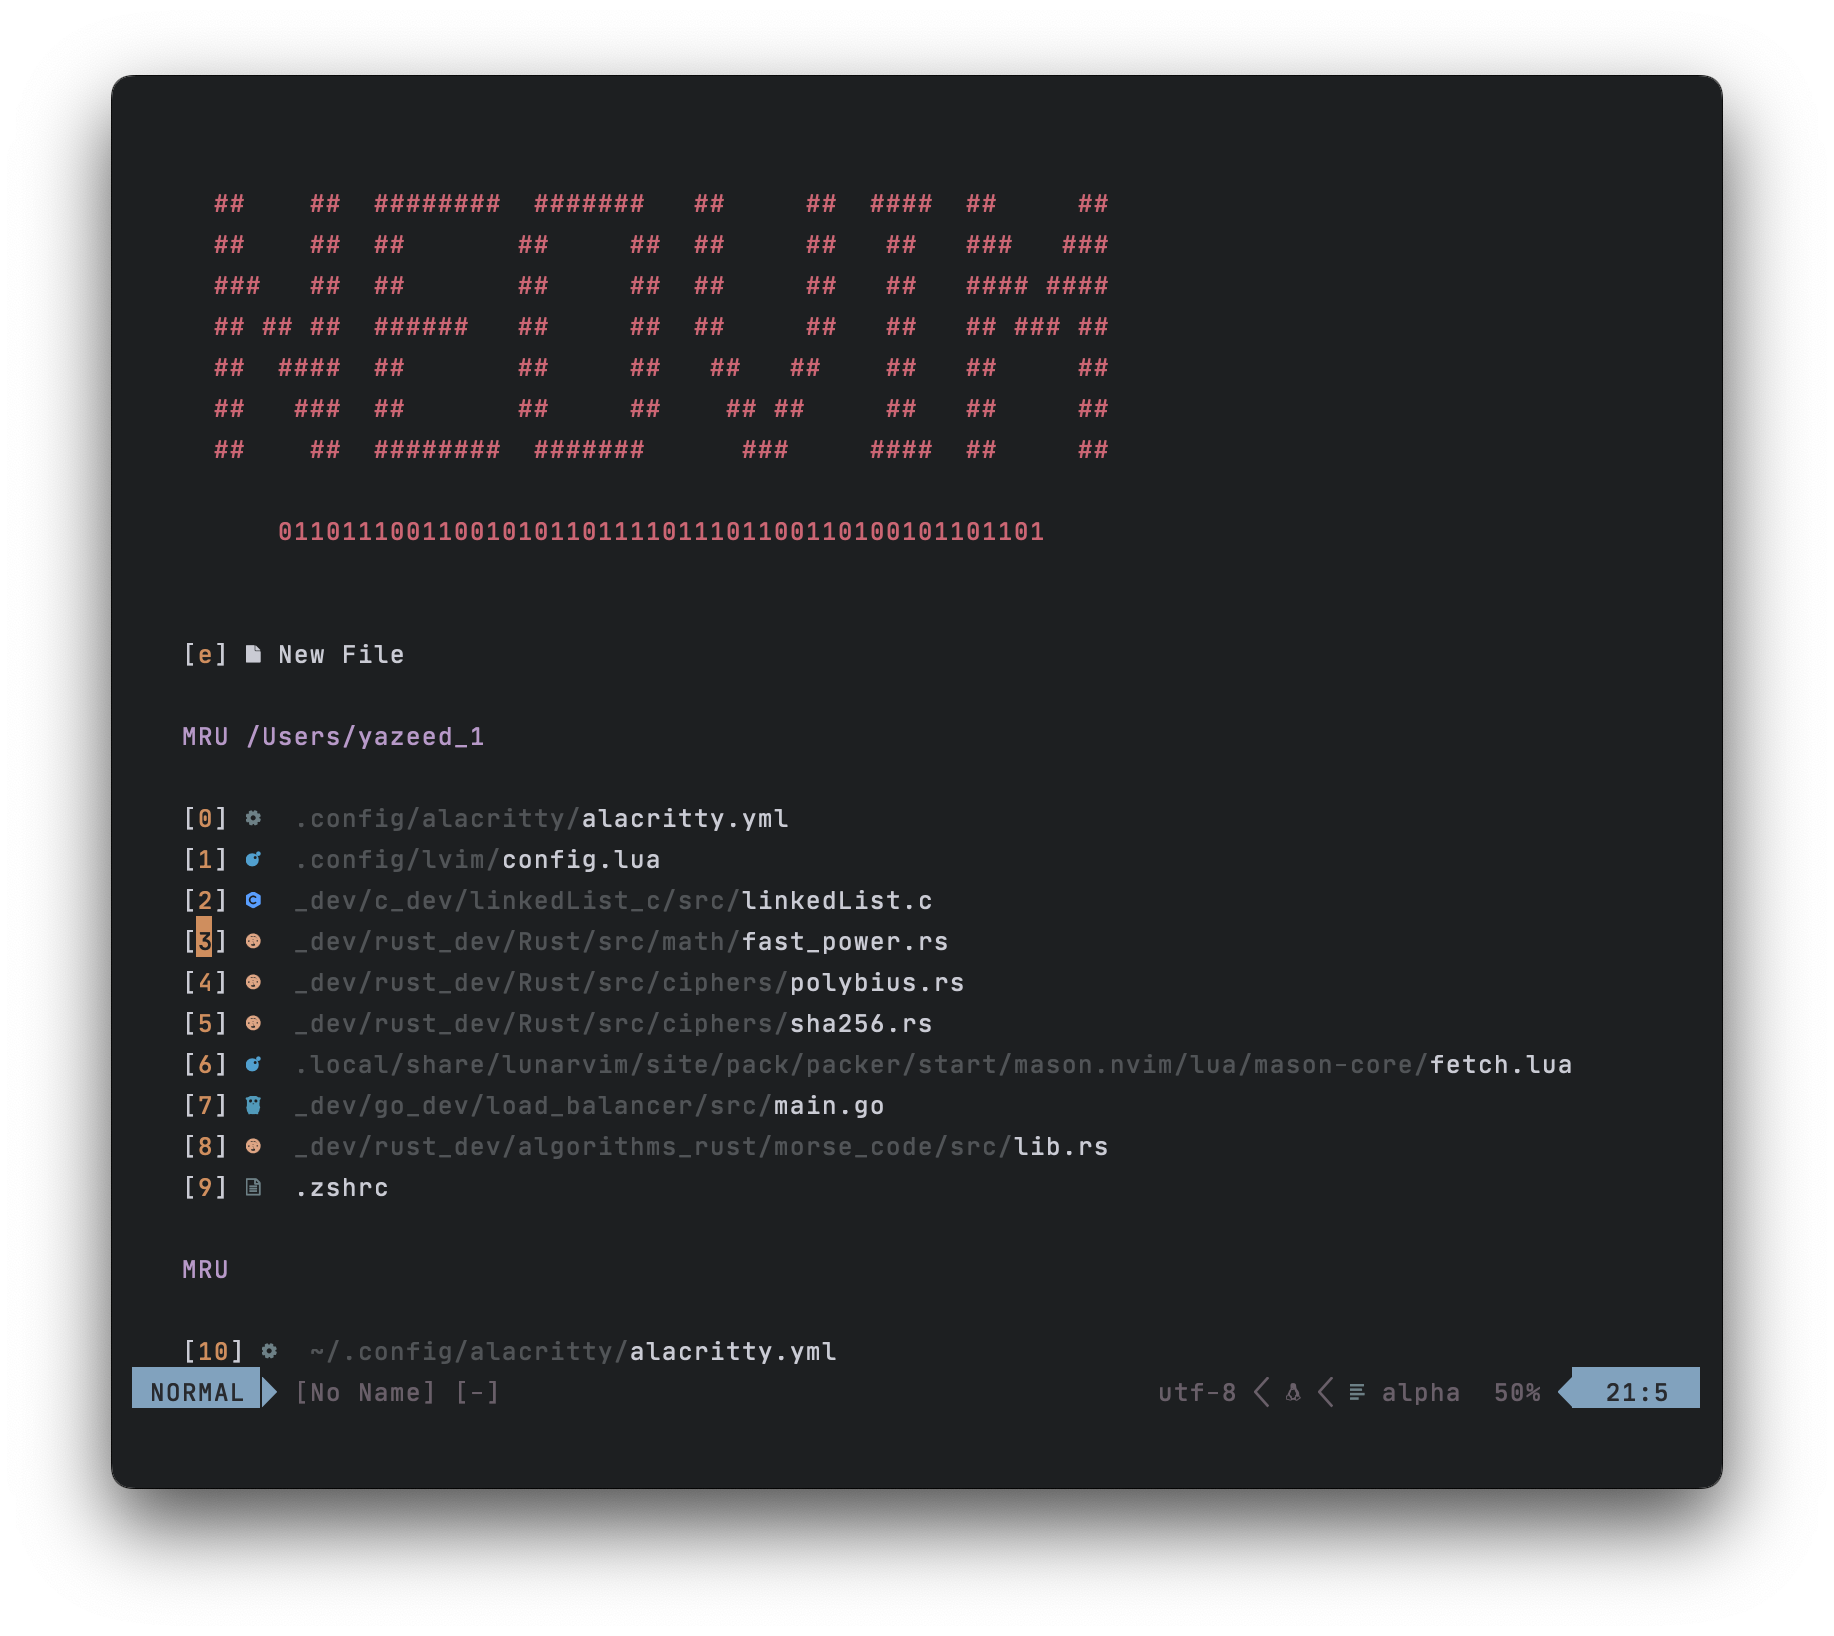 ##    ##  ########  #######   ##     ##  ####  ##     ##
##    ##  ##       ##     ##  ##     ##   ##   ###   ###
###   ##  ##       ##     ##  ##     ##   ##   #### ####
## ## ##  ######   ##     ##  ##     ##   ##   ## ### ##
##  ####  ##       ##     ##   ##   ##    ##   ##     ##
##   ###  ##       ##     ##    ## ##     ##   ##     ##
##    ##  ########  #######      ###     ####  ##     ##
011011100110010101101111011101100110100101101101
[e] New File
MRU /Users/yazeed_1
[0] .config/alacritty/alacritty.yml
[1] .config/lvim/config.lua
[2] _dev/c_dev/linkedList_c/src/linkedList.c
[3] _dev/rust_dev/Rust/src/math/fast_power.rs
[4] _dev/rust_dev/Rust/src/ciphers/polybius.rs
[5] _dev/rust_dev/Rust/src/ciphers/sha256.rs
[6] .local/share/lunarvim/site/pack/packer/start/mason.nvim/lua/mason-core/fetch.lua
[7] _dev/go_dev/load_balancer/src/main.go
[8] _dev/rust_dev/algorithms_rust/morse_code/src/lib.rs
[9] .zshrc
MRU
[10] ~/.config/alacritty/alacritty.yml
NORMAL [No Name] [-] utf-8 alpha 50% 21:5